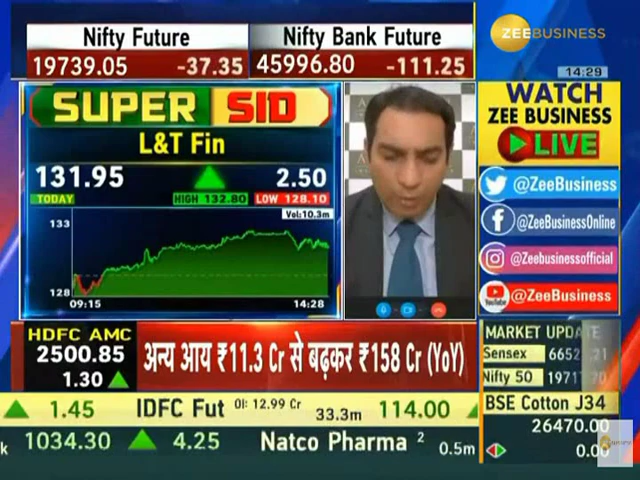 Nifty Future
19739.05 -37.35
Nifty Bank Future
45996.80 -111.25
ZEEBUSINESS
14:29
SUPER SID
L&T Fin
131.95 2.50
TODAY HIGH 132.80 LOW 128.10
Vol:10.3m
133
128
09:15 14:28
WATCH
ZEE BUSINESS
LIVE
@ZeeBusiness
@ZeeBusinessOnline
@Zeebusinessofficial
YouTube @ZeeBusiness
HDFC AMC
2500.85
1.30
अन्य आय ₹11.3 Cr से बढ़कर ₹158 Cr (YoY)
MARKET UPDATE
Sensex
Nifty 50
1.45 IDFC Fut OI: 12.99 Cr 33.3m 114.00
BSE Cotton J34
26470.00
0.00
k 1034.30 4.25 Natco Pharma 2 0.5m